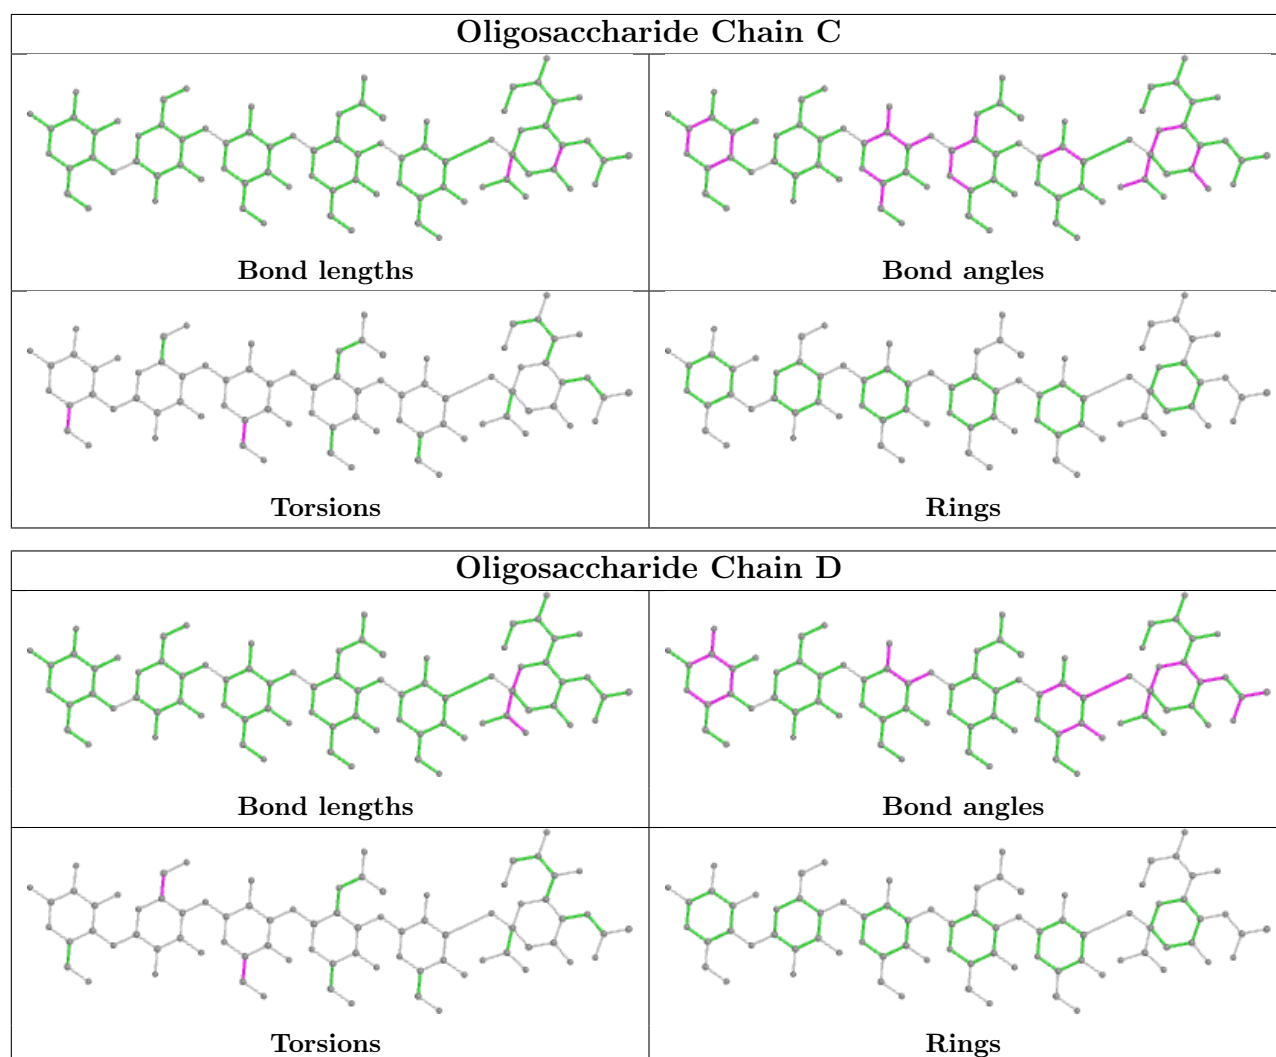 Oligosaccharide Chain C
Bond lengths
Bond angles
Torsions
Rings
Oligosaccharide Chain D
Bond lengths
Bond angles
Torsions
Rings